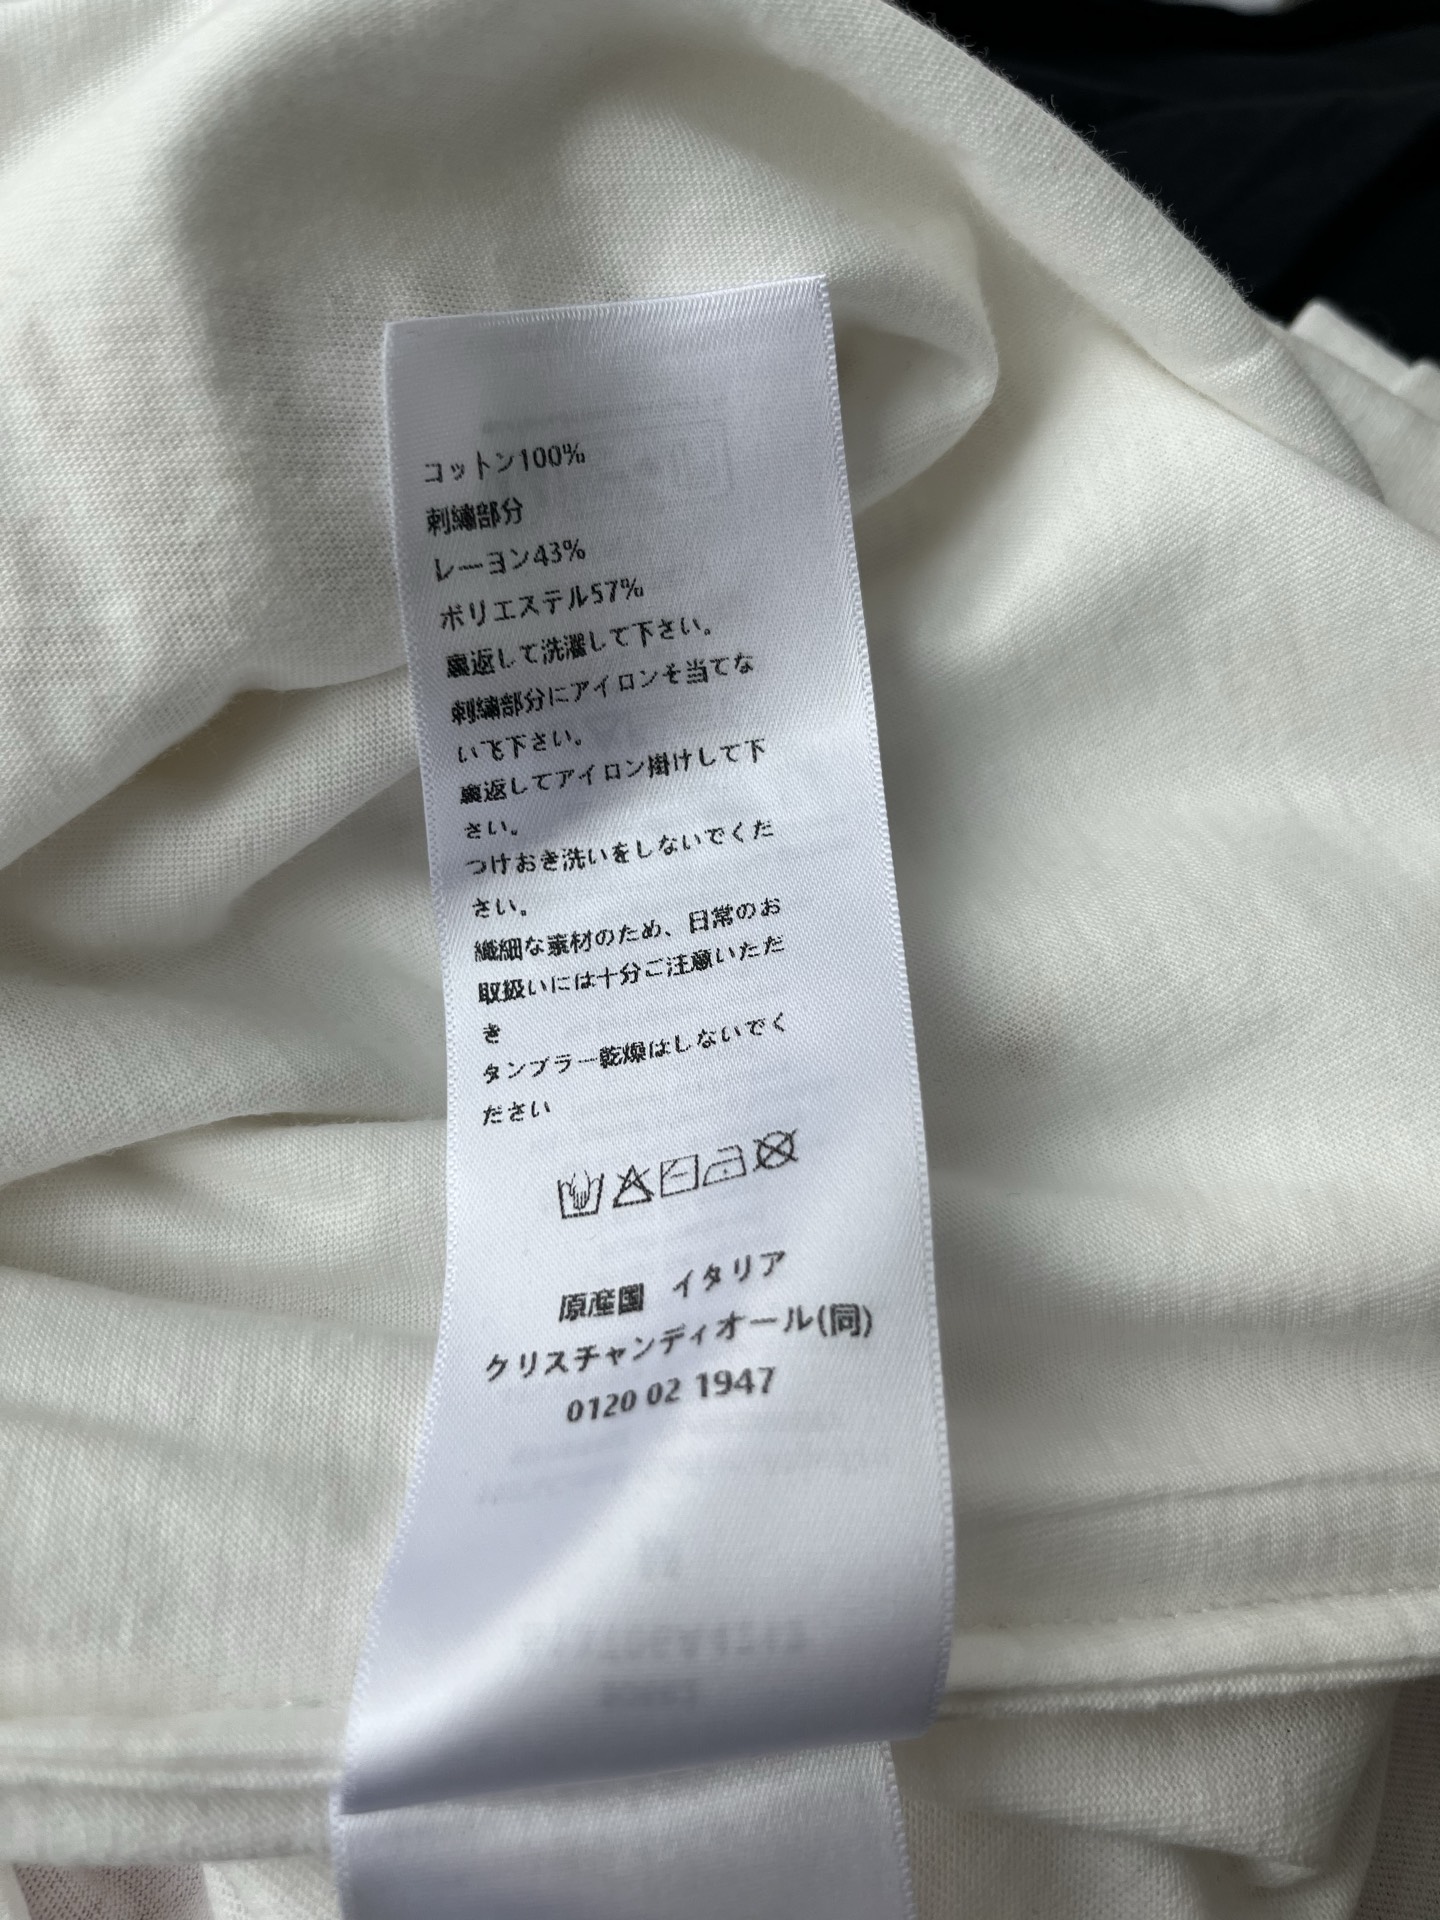 コットン100%
刺繍部分
レーヨン43%
ポリエステル57%
裏返して洗濯して下さい。
刺繍部分にアイロンを当てな
いで下さい。
裏返してアイロン掛けして下
さい。
つけおき洗いをしないでくだ
さい。
繊細な素材のため、日常のお
取扱いには十分ご注意いただ
き
タンブラー乾燥はしないでく
ださい
原産国 イタリア
クリスチャンディオール(同)
0120 02 1947